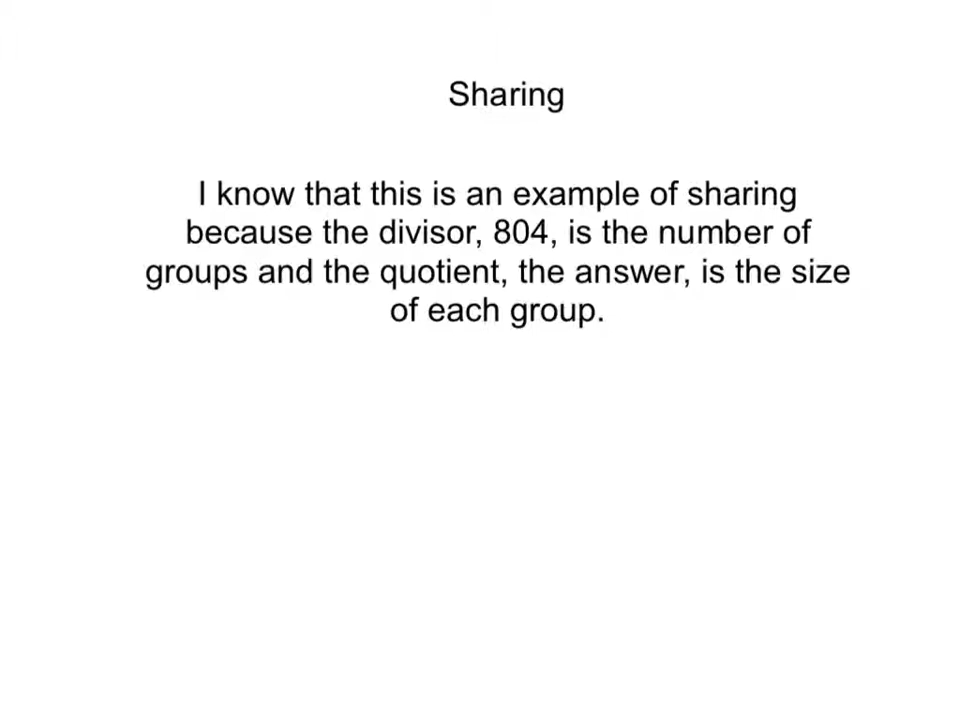 Sharing
I know that this is an example of sharing
because the divisor, 804, is the number of
groups and the quotient, the answer, is the size
of each group.